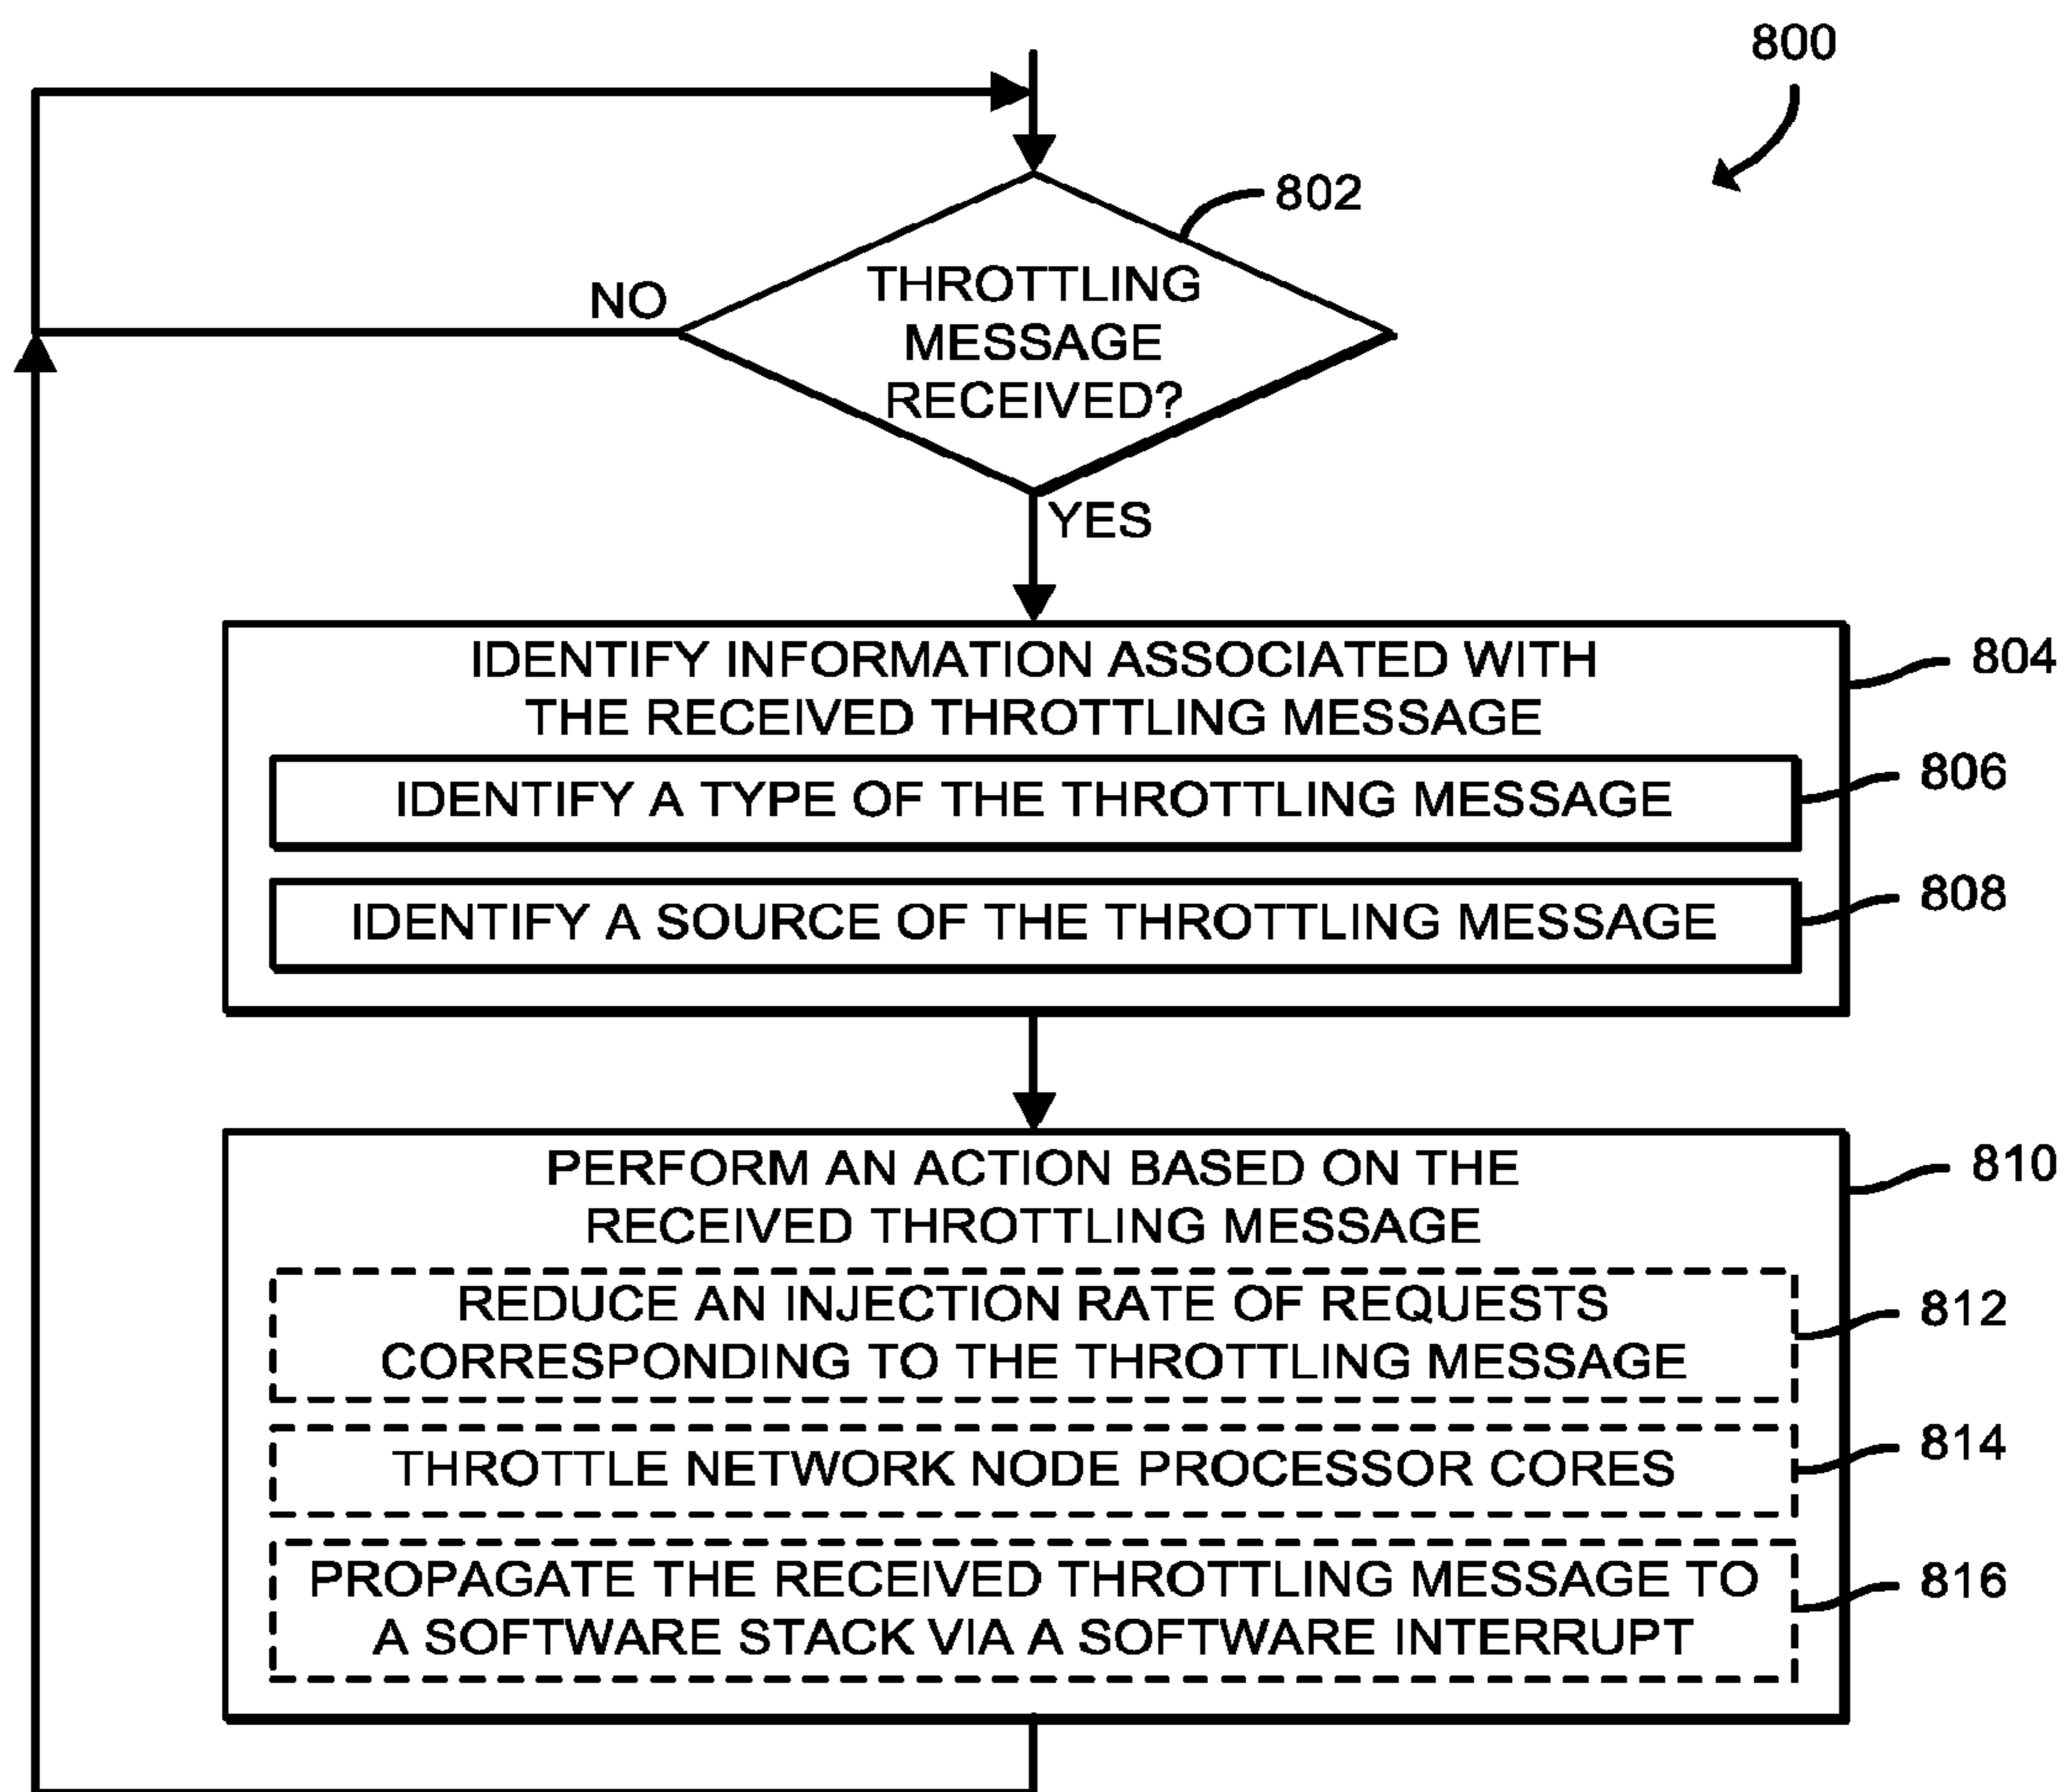 800
802
THROTTLING
MESSAGE
RECEIVED?
NO
YES
IDENTIFY INFORMATION ASSOCIATED WITH
THE RECEIVED THROTTLING MESSAGE
804
IDENTIFY A TYPE OF THE THROTTLING MESSAGE
806
IDENTIFY A SOURCE OF THE THROTTLING MESSAGE
808
PERFORM AN ACTION BASED ON THE
RECEIVED THROTTLING MESSAGE
810
REDUCE AN INJECTION RATE OF REQUESTS
CORRESPONDING TO THE THROTTLING MESSAGE
812
THROTTLE NETWORK NODE PROCESSOR CORES
814
PROPAGATE THE RECEIVED THROTTLING MESSAGE TO
A SOFTWARE STACK VIA A SOFTWARE INTERRUPT
816